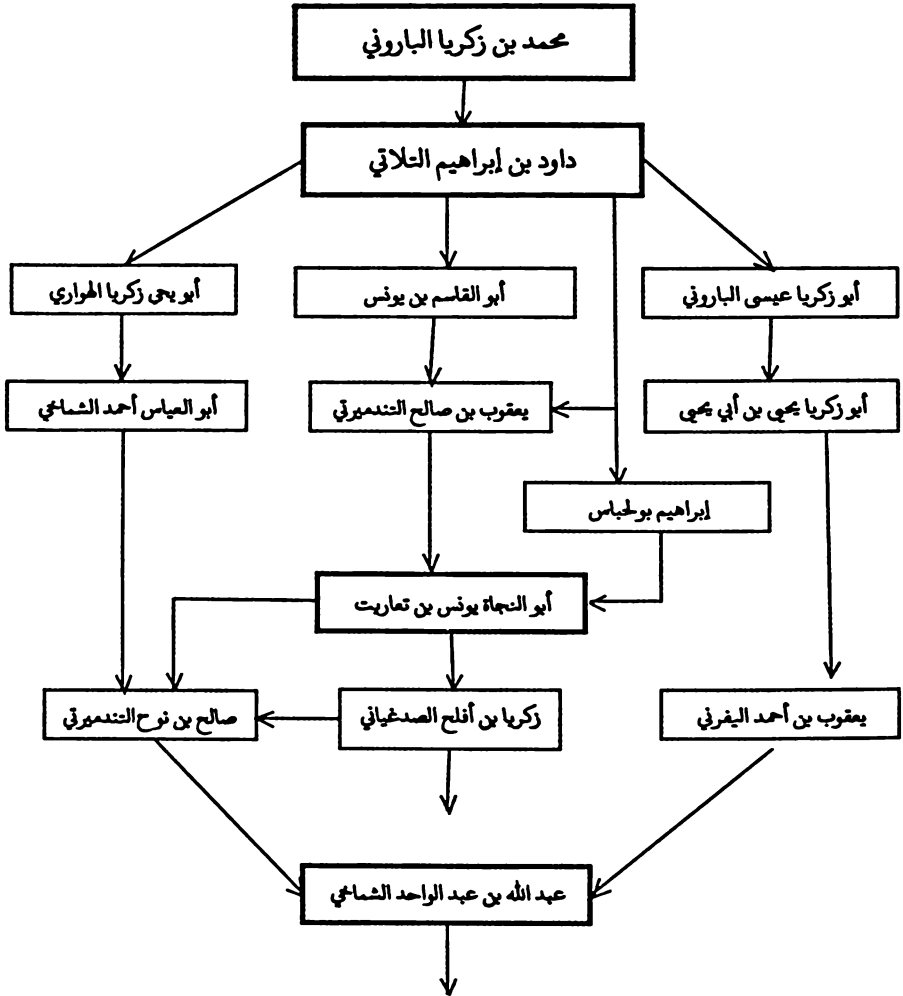 محمد بن زكريا الباروني
داود بن إبراهيم التلاتي
أبو زكريا عيسى الباروني
أبو القاسم بن يونس
أبو يحي زكريا الهواري
أبو زكريا يحيى بن أبي يحيى
يعقوب بن صالح التندميرتي
أبو العباس أحمد الشماخي
إبراهيم بولحباس
أبو النجاة يونس بن تعاريت
يعقوب بن أحمد اليفرني
زكريا بن أفلح الصدغياني
صالح بن نوح التندميرتي
عبد الله بن عبد الواحد الشماخي